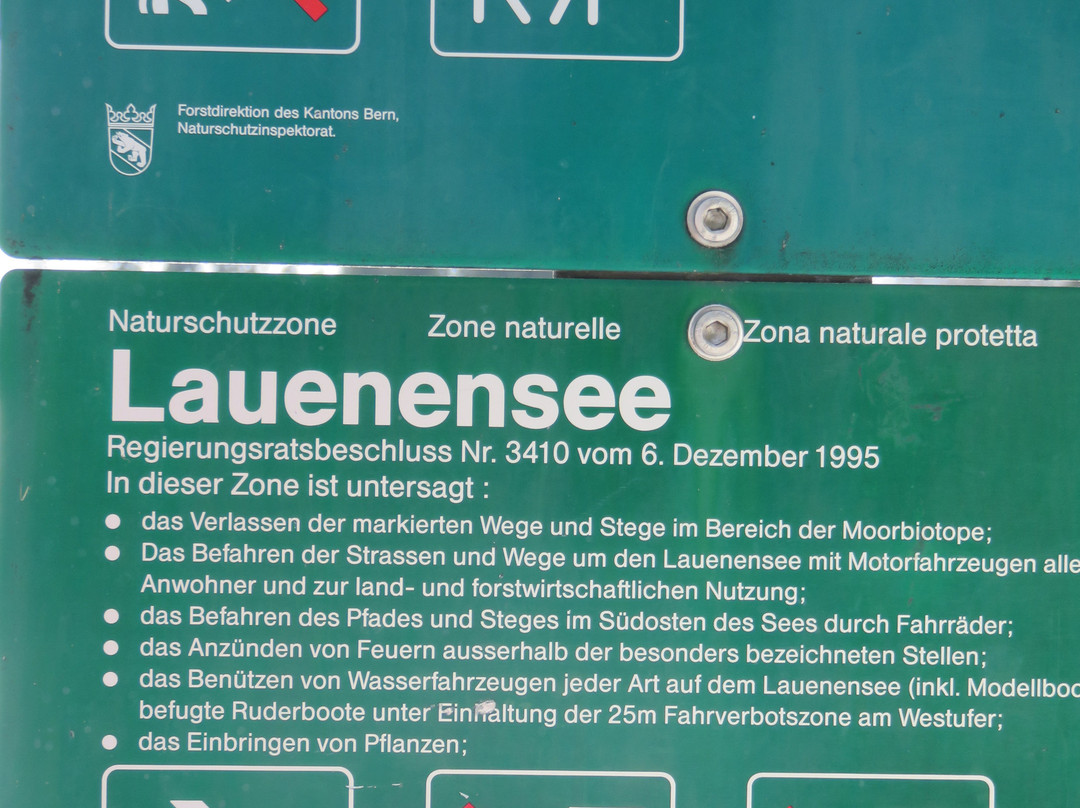 Forstdirektion des Kantons Bern,
Naturschutzinspektorat.
Naturschutzzone Zone naturelle Zona naturale protetta
Lauenensee
Regierungsratsbeschluss Nr. 3410 vom 6. Dezember 1995
In dieser Zone ist untersagt :
● das Verlassen der markierten Wege und Stege im Bereich der Moorbiotope;
● Das Befahren der Strassen und Wege um den Lauenensee mit Motorfahrzeugen alle
Anwohner und zur land- und forstwirtschaftlichen Nutzung;
● das Befahren des Pfades und Steges im Südosten des Sees durch Fahrräder;
● das Anzünden von Feuern ausserhalb der besonders bezeichneten Stellen;
● das Benützen von Wasserfahrzeugen jeder Art auf dem Lauenensee (inkl. Modellboo
befugte Ruderboote unter Einhaltung der 25m Fahrverbotszone am Westufer;
● das Einbringen von Pflanzen;